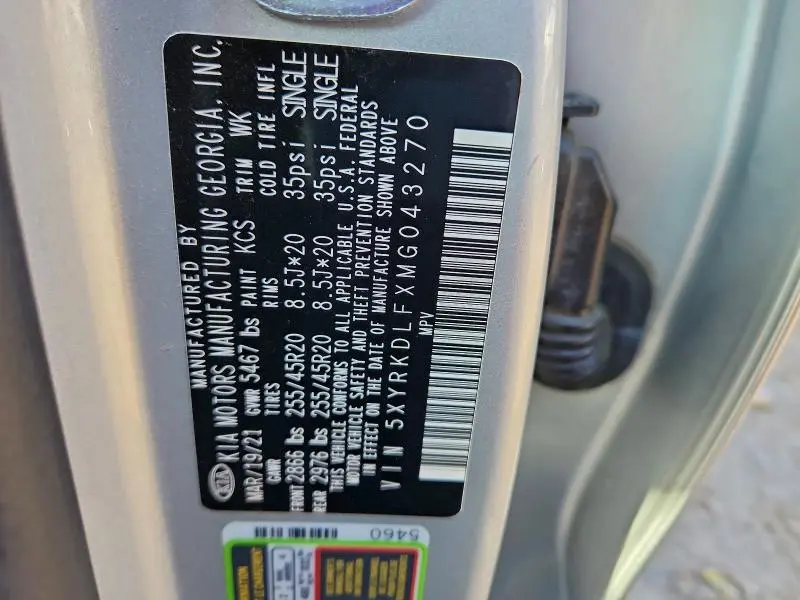 MANUFACTURED BY
KIA KIA MOTORS MANUFACTURING GEORGIA, INC.
MAR/19/21 GVWR 5467 lbs PAINT KCS TRIM WK
GAWR TIRES RIMS COLD TIRE INFL
FRONT 2866 lbs 255/45R20 8.5J*20 35psi SINGLE
REAR 2976 lbs 255/45R20 8.5J*20 35psi SINGLE
THIS VEHICLE CONFORMS TO ALL APPLICABLE U.S.A. FEDERAL
MOTOR VEHICLE SAFETY AND THEFT PREVENTION STANDARDS
IN EFFECT ON THE DATE OF MANUFACTURE SHOWN ABOVE
VIN 5XYRKDLFXMG043270
MPV
5460